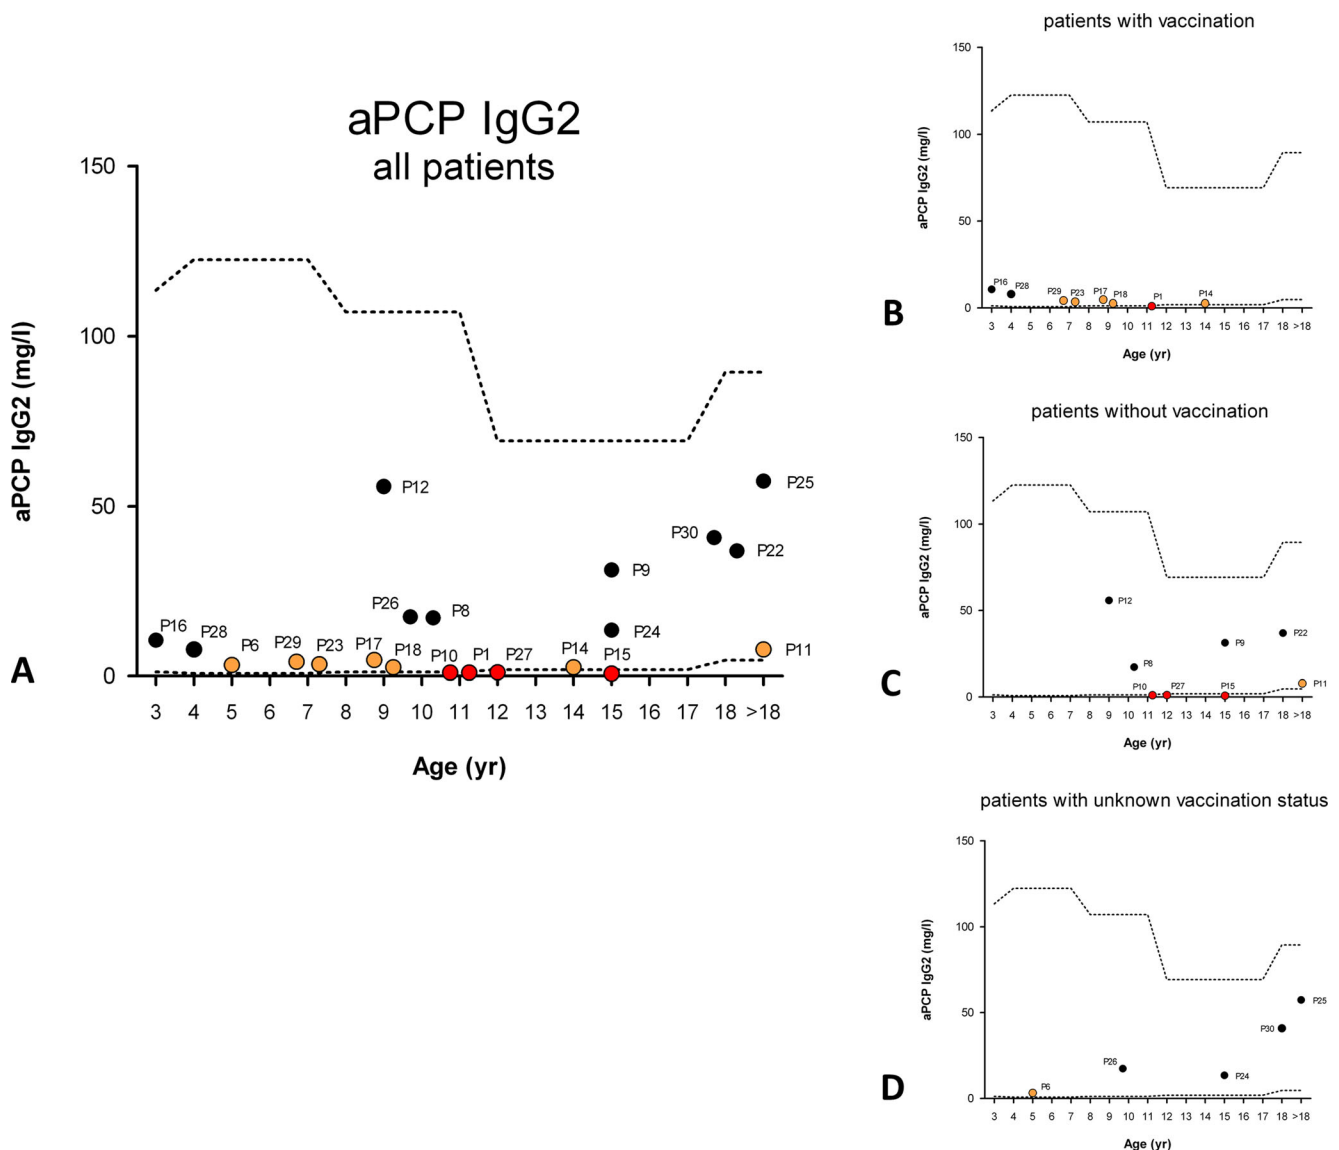 aPCP IgG2
all patients
150
100
50
0
aPCP IgG2 (mg/l)
P12
P25
P30
P22
P9
P26
P8
P24
P16
P28
P6
P29
P23
P17
P18
P10
P1
P27
P14
P15
P11
3 4 5 6 7 8 9 10 11 12 13 14 15 16 17 18 >18
Age (yr)
A
patients with vaccination
150
100
50
0
aPCP IgG2 (mg/l)
P16
P28
P29
P23
P17
P18
P1
P14
3 4 5 6 7 8 9 10 11 12 13 14 15 16 17 18 >18
Age (yr)
B
patients without vaccination
150
100
50
0
aPCP IgG2 (mg/l)
P12
P9
P22
P8
P10
P27
P15
P11
3 4 5 6 7 8 9 10 11 12 13 14 15 16 17 18 >18
Age (yr)
C
patients with unknown vaccination status
150
100
50
0
aPCP IgG2 (mg/l)
P25
P30
P26
P24
P6
3 4 5 6 7 8 9 10 11 12 13 14 15 16 17 18 >18
Age (yr)
D